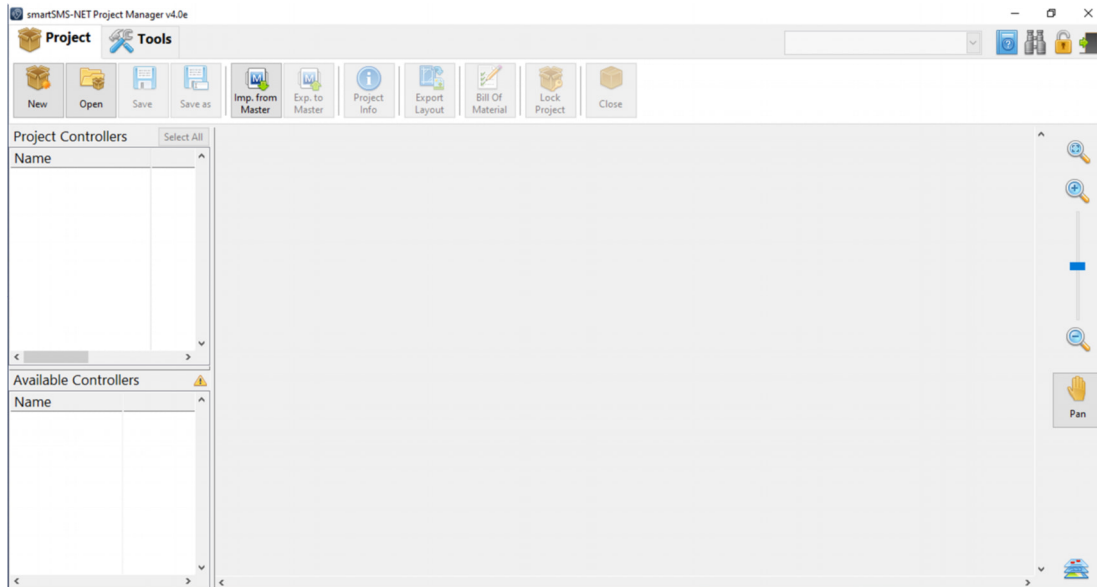 smartSMS-NET Project Manager v4.0e
Project
Tools
New
Open
Save
Save as
Imp. from
Master
Exp. to
Master
Project
Info
Export
Layout
Bill Of
Material
Lock
Project
Close
Project Controllers
Select All
Name
Available Controllers
Name
Pan